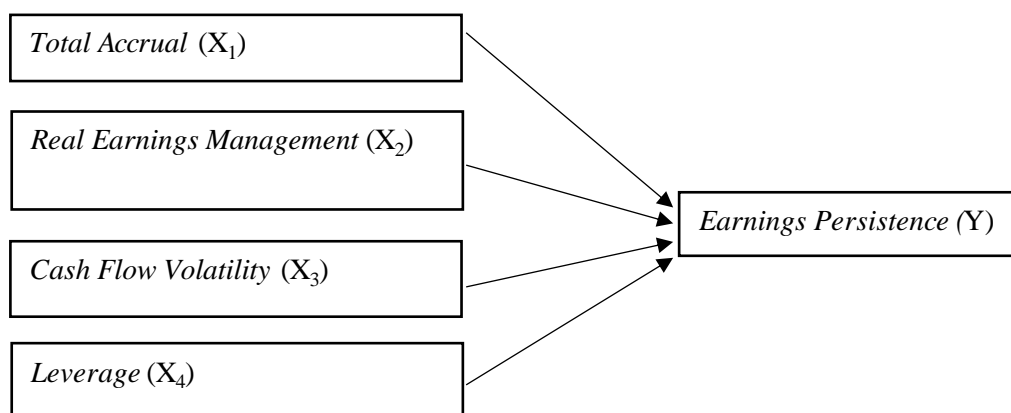 Total Accrual (X₁)
Real Earnings Management (X₂)
Earnings Persistence (Y)
Cash Flow Volatility (X₃)
Leverage (X₄)